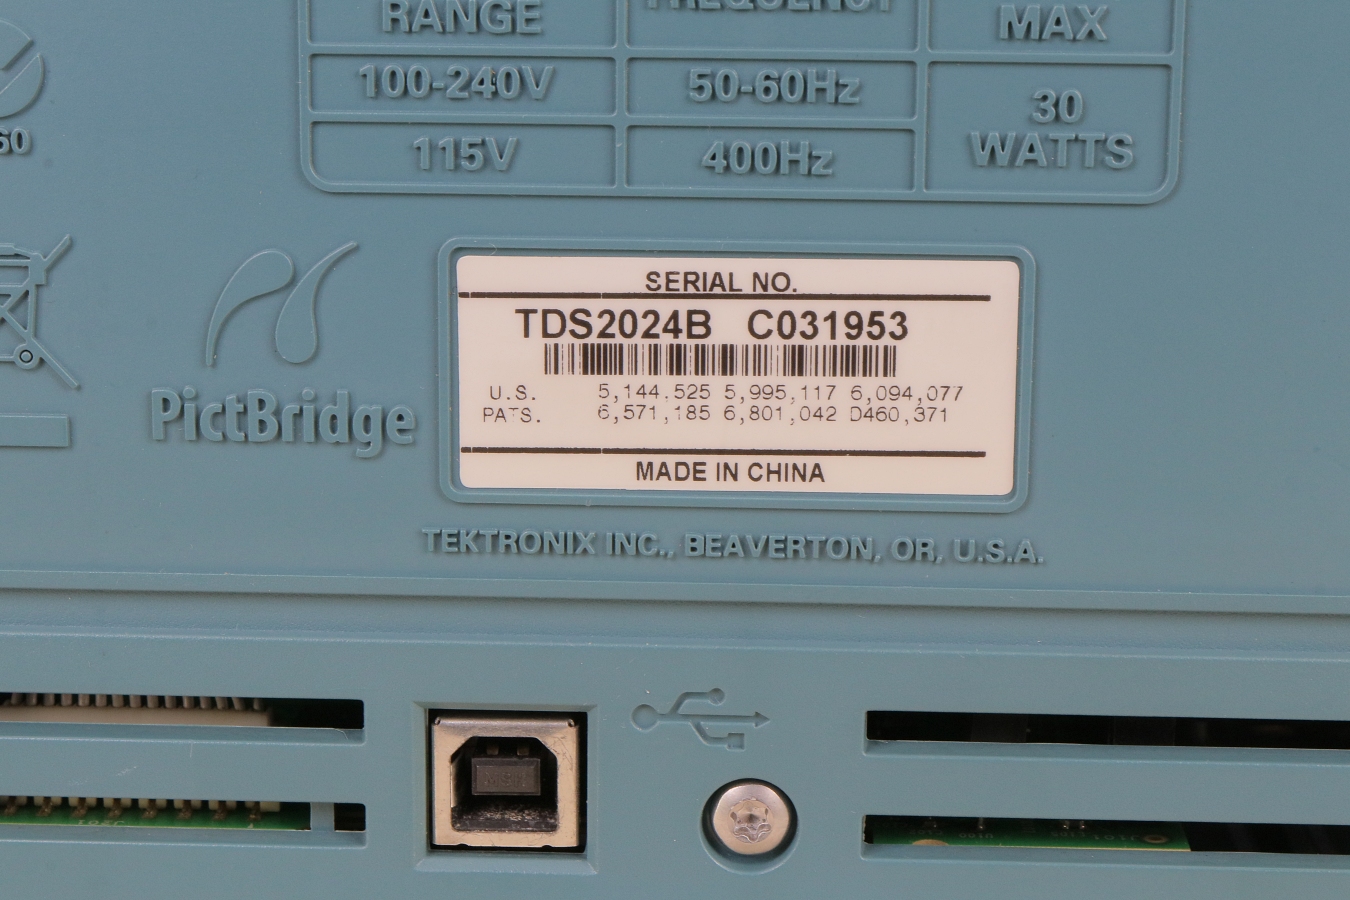 RANGE
FREQUENCY
MAX
100-240V
50-60Hz
30
WATTS
115V
400Hz
60
PictBridge
SERIAL NO.
TDS2024B C031953
U.S. 5,144,525 5,995,117 6,094,077
PATS. 6,571,185 6,801,042 D460,371
MADE IN CHINA
TEKTRONIX INC., BEAVERTON, OR, U.S.A.